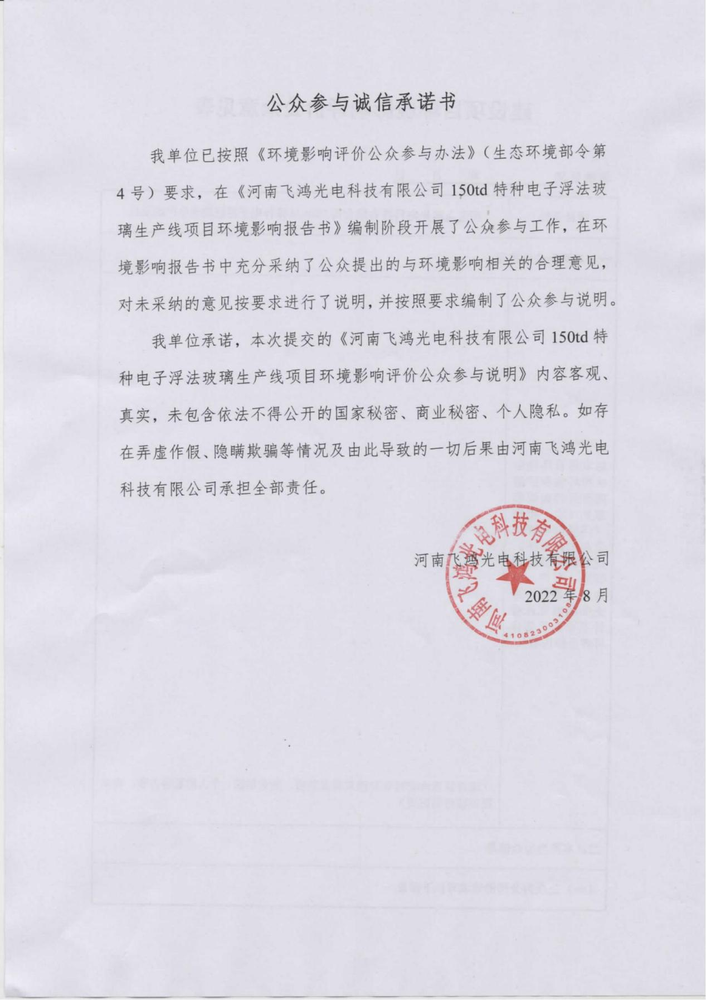 公众参与诚信承诺书
我单位已按照《环境影响评价公众参与办法》（生态环境部令第
4号）要求，在《河南飞鸿光电科技有限公司150td特种电子浮法玻
璃生产线项目环境影响报告书》编制阶段开展了公众参与工作，在环
境影响报告书中充分采纳了公众提出的与环境影响相关的合理意见，
对未采纳的意见按要求进行了说明，并按照要求编制了公众参与说明。
我单位承诺，本次提交的《河南飞鸿光电科技有限公司150td特
种电子浮法玻璃生产线项目环境影响评价公众参与说明》内容客观、
真实，未包含依法不得公开的国家秘密、商业秘密、个人隐私。如存
在弄虚作假、隐瞒欺骗等情况及由此导致的一切后果由河南飞鸿光电
科技有限公司承担全部责任。
河南飞鸿光电科技有限公司
2022年8月
河南飞鸿光电科技有限公司
4108230031084